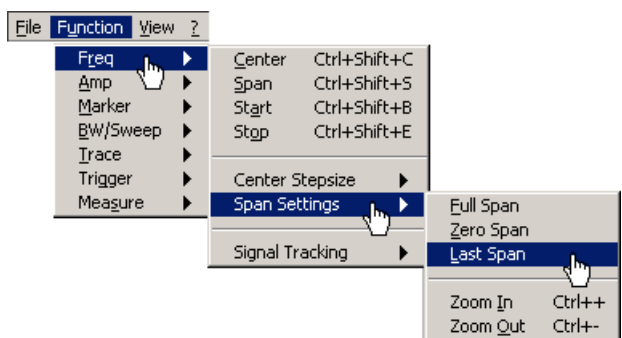 File Function View ?
Freq
Amp
Marker
BW/Sweep
Trace
Trigger
Measure
Center Ctrl+Shift+C
Span Ctrl+Shift+S
Start Ctrl+Shift+B
Stop Ctrl+Shift+E
Center Stepsize
Span Settings
Signal Tracking
Full Span
Zero Span
Last Span
Zoom In Ctrl++
Zoom Out Ctrl+-